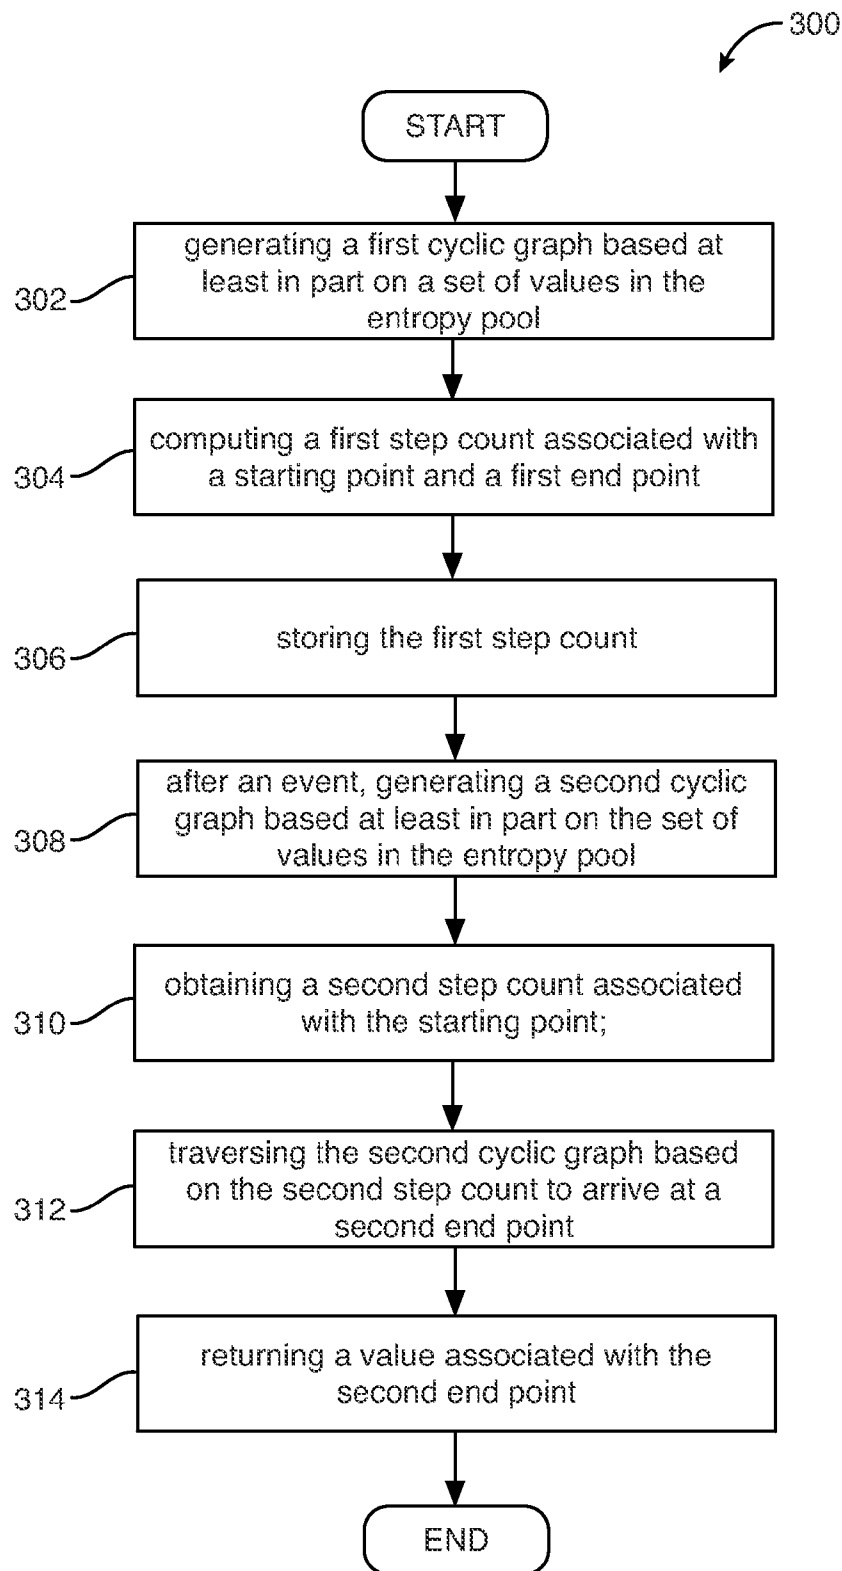 300
START
generating a first cyclic graph based at
least in part on a set of values in the
entropy pool
302
computing a first step count associated with
a starting point and a first end point
304
storing the first step count
306
after an event, generating a second cyclic
graph based at least in part on the set of
values in the entropy pool
308
obtaining a second step count associated
with the starting point;
310
traversing the second cyclic graph based
on the second step count to arrive at a
second end point
312
returning a value associated with the
second end point
314
END